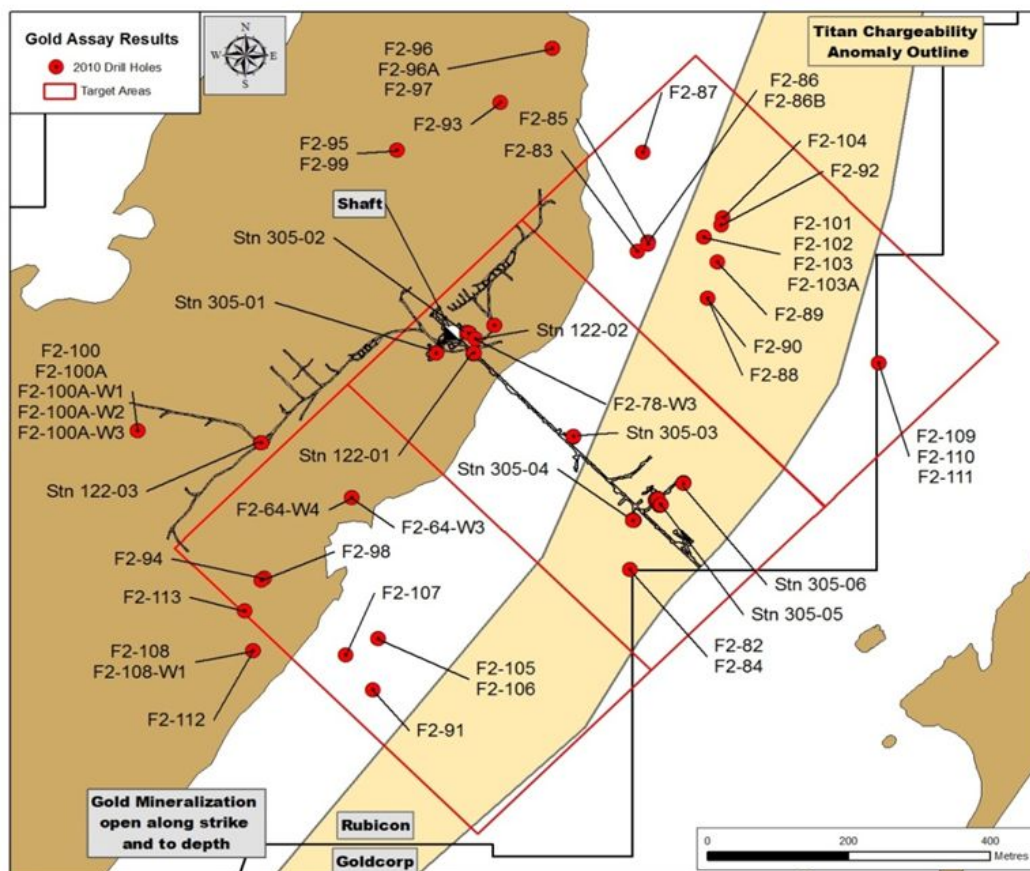 Gold Assay Results
2010 Drill Holes
Target Areas
N
W
E
S
Titan Chargeability
Anomaly Outline
F2-96
F2-96A
F2-97
F2-93
F2-95
F2-99
F2-85
F2-83
F2-87
F2-86
F2-86B
F2-104
F2-92
F2-101
F2-102
F2-103
F2-103A
F2-89
F2-90
F2-88
Shaft
Stn 305-02
Stn 305-01
Stn 122-02
F2-78-W3
Stn 305-03
Stn 122-01
Stn 305-04
F2-100
F2-100A
F2-100A-W1
F2-100A-W2
F2-100A-W3
Stn 122-03
F2-109
F2-110
F2-111
F2-64-W4
F2-64-W3
F2-98
F2-94
F2-113
F2-107
F2-108
F2-108-W1
F2-112
F2-105
F2-106
F2-91
Stn 305-06
Stn 305-05
F2-82
F2-84
Gold Mineralization
open along strike
and to depth
Rubicon
Goldcorp
0 200 400
Metres